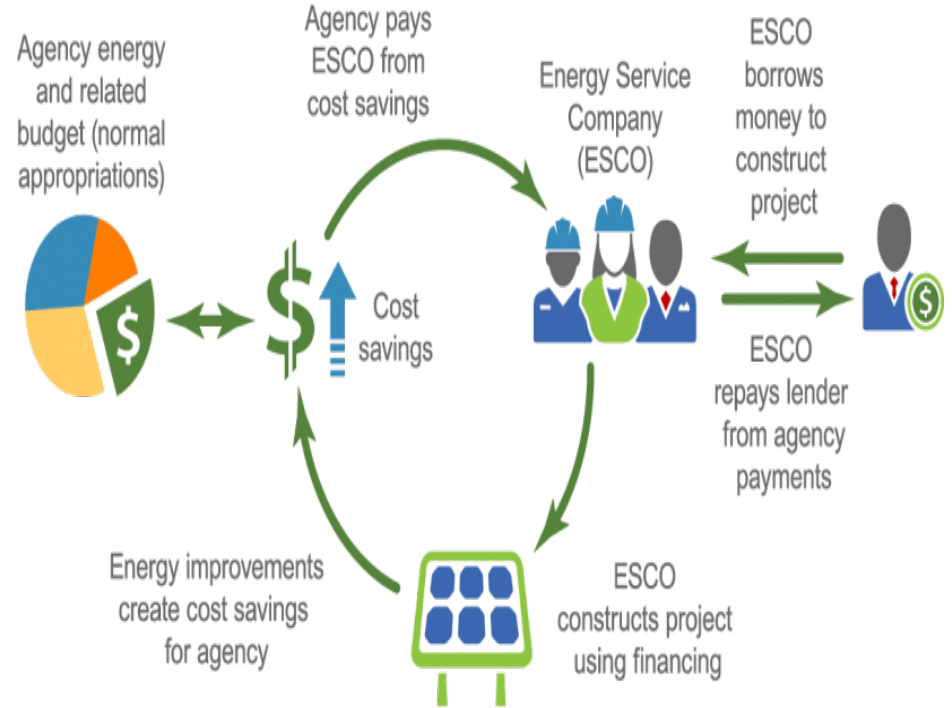 Agency energy
and related
budget (normal
appropriations)
$
Agency pays
ESCO from
cost savings
$
Cost
savings
Energy Service
Company
(ESCO)
ESCO
borrows
money to
construct
project
$
ESCO
repays lender
from agency
payments
ESCO
constructs project
using financing
Energy improvements
create cost savings
for agency